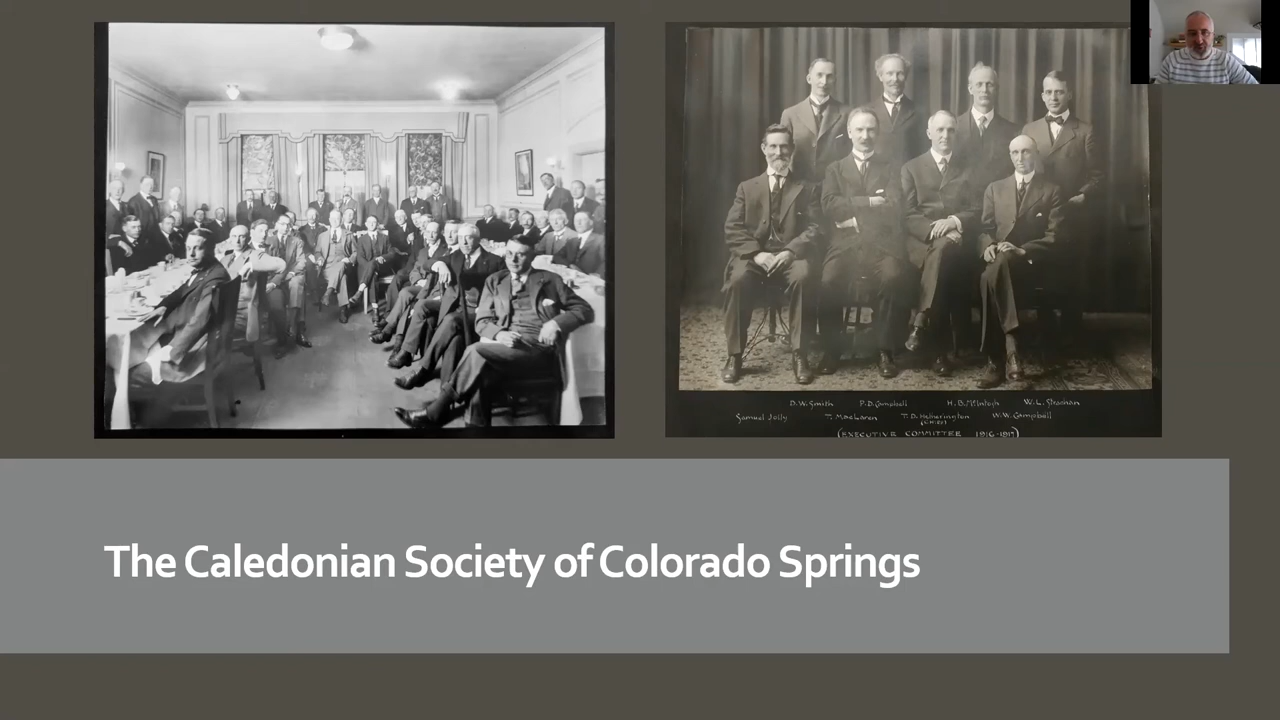 D.W. Smith P.D. Campbell H.B. McIntosh W.L. Strachan
Samuel Jolly T. MacLaren T.D. Hetherington W.W. Campbell
(CHIEF)
(EXECUTIVE COMMITTEE 1916-1917)
The Caledonian Society of Colorado Springs